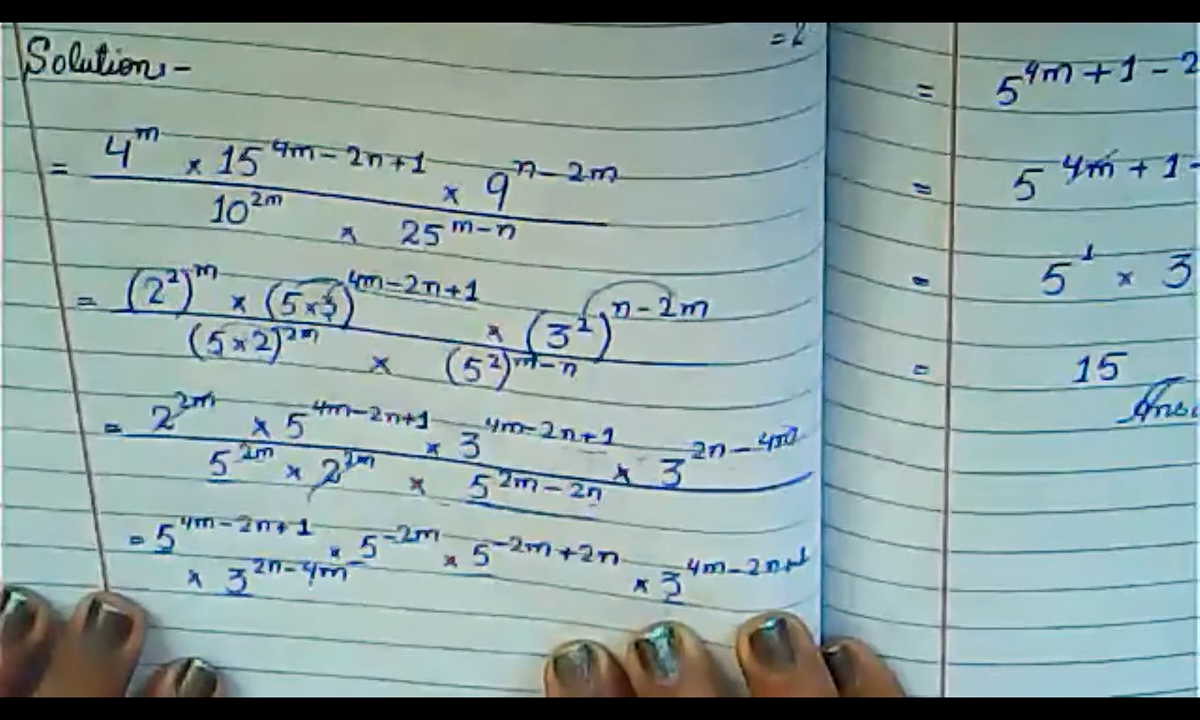 = 2
Solution:-
= 4^m × 15^(4m-2n+1) × 9^(n-2m)
10^(2m) × 25^(m-n)
= (2^2)^m × (5×3)^(4m-2n+1) × (3^2)^(n-2m)
(5×2)^(2m) × (5^2)^(m-n)
= 2^(2m) × 5^(4m-2n+1) × 3^(4m-2n+1) × 3^(2n-4m)
5^(2m) × 2^(2m) × 5^(2m-2n)
= 5^(4m-2n+1) × 5^(-2m) × 5^(-2m+2n) × 3^(4m-2n+1)
× 3^(2n-4m)
= 5^(4m+1-2
= 5^(4m+1-
= 5^1 × 3
= 15
Ans.